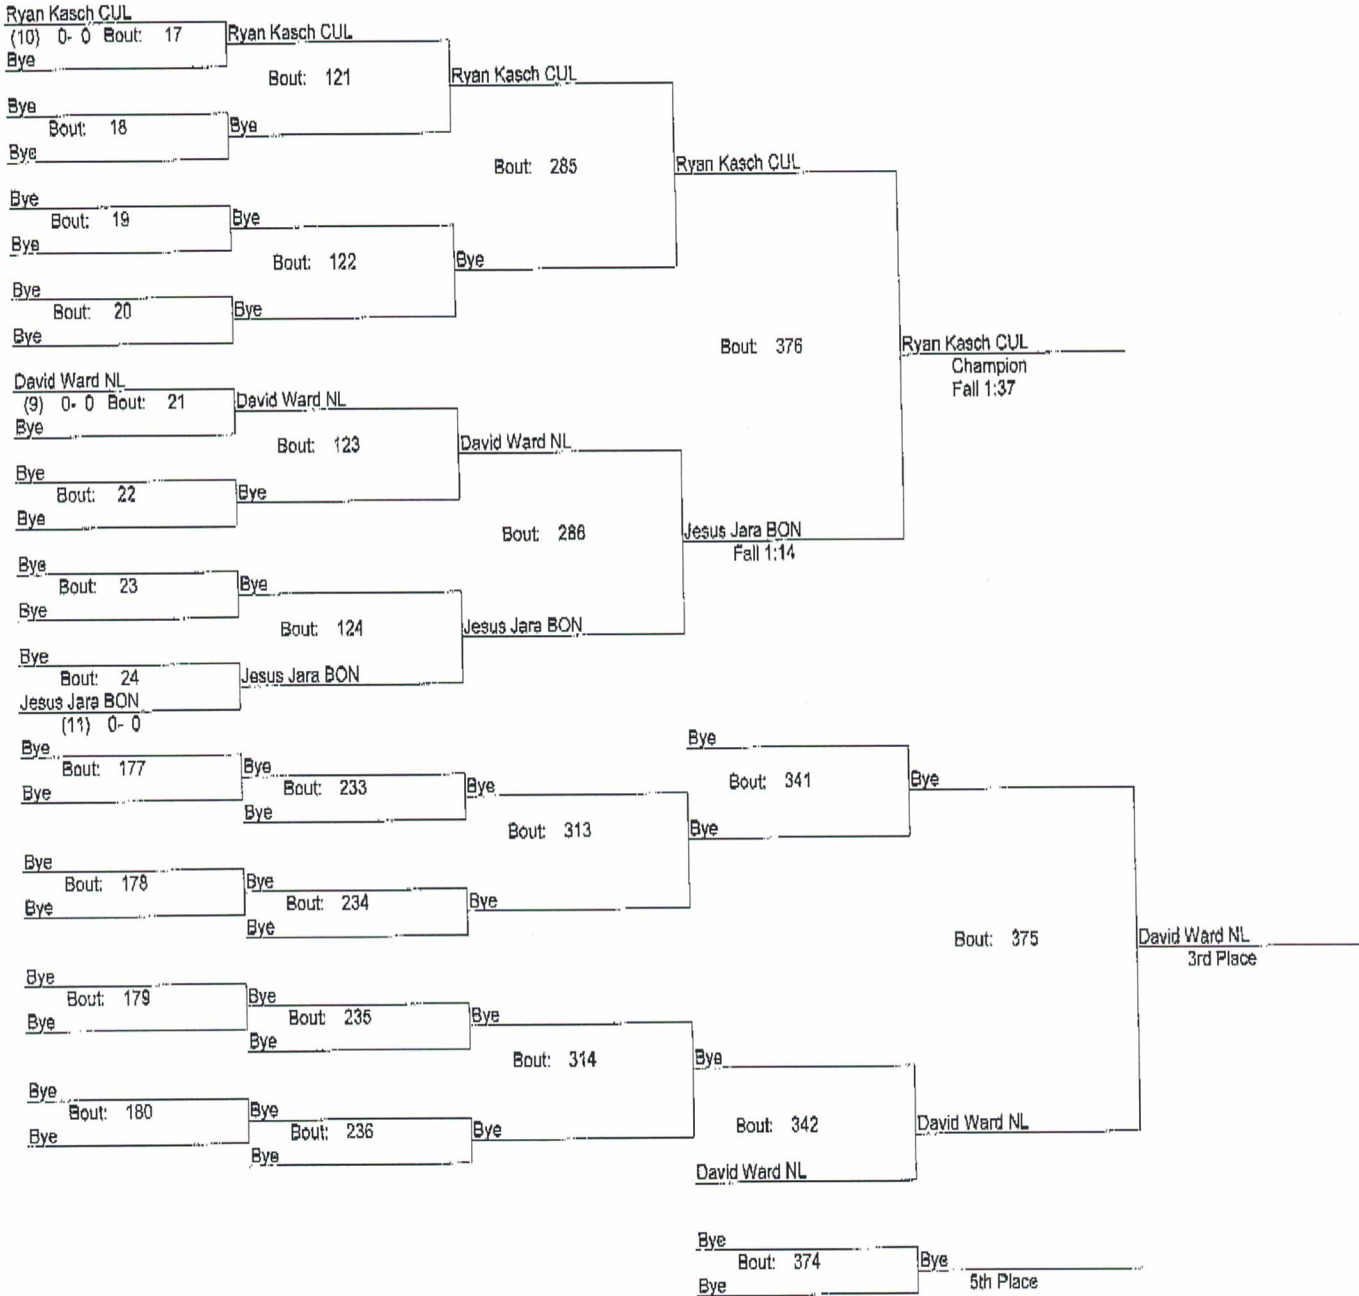 Ryan Kasch CUL
(10) 0- 0 Bout: 17
Bye
Ryan Kasch CUL
Bout: 121
Bye
Bout: 18
Bye
Bye
Ryan Kasch CUL
Bout: 285
Bye
Bout: 19
Bye
Bye
Bout: 122
Bye
Bout: 20
Bye
Bye
Bye
Ryan Kasch CUL
Bout: 376
David Ward NL
(9) 0- 0 Bout: 21
Bye
David Ward NL
Bout: 123
Bye
Bout: 22
Bye
Bye
David Ward NL
Bout: 286
Bye
Bout: 23
Bye
Bye
Bout: 124
Bye
Bout: 24
Jesus Jara BON
(11) 0- 0
Jesus Jara BON
Jesus Jara BON
Jesus Jara BON
Fall 1:14
Ryan Kasch CUL
Champion
Fall 1:37
Bye
Bout: 177
Bye
Bye
Bout: 233
Bye
Bye
Bout: 313
Bye
Bout: 178
Bye
Bye
Bout: 234
Bye
Bye
Bye
Bout: 341
Bye
Bye
Bout: 375
Bye
Bout: 179
Bye
Bye
Bout: 235
Bye
Bye
Bout: 314
Bye
Bout: 180
Bye
Bye
Bout: 236
Bye
Bye
Bye
Bout: 342
David Ward NL
David Ward NL
David Ward NL
3rd Place
Bye
Bout: 374
Bye
Bye
5th Place